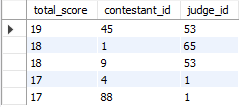 total_score contestant_id judge_id
19 45 53
18 1 65
18 9 53
17 4 1
17 88 1